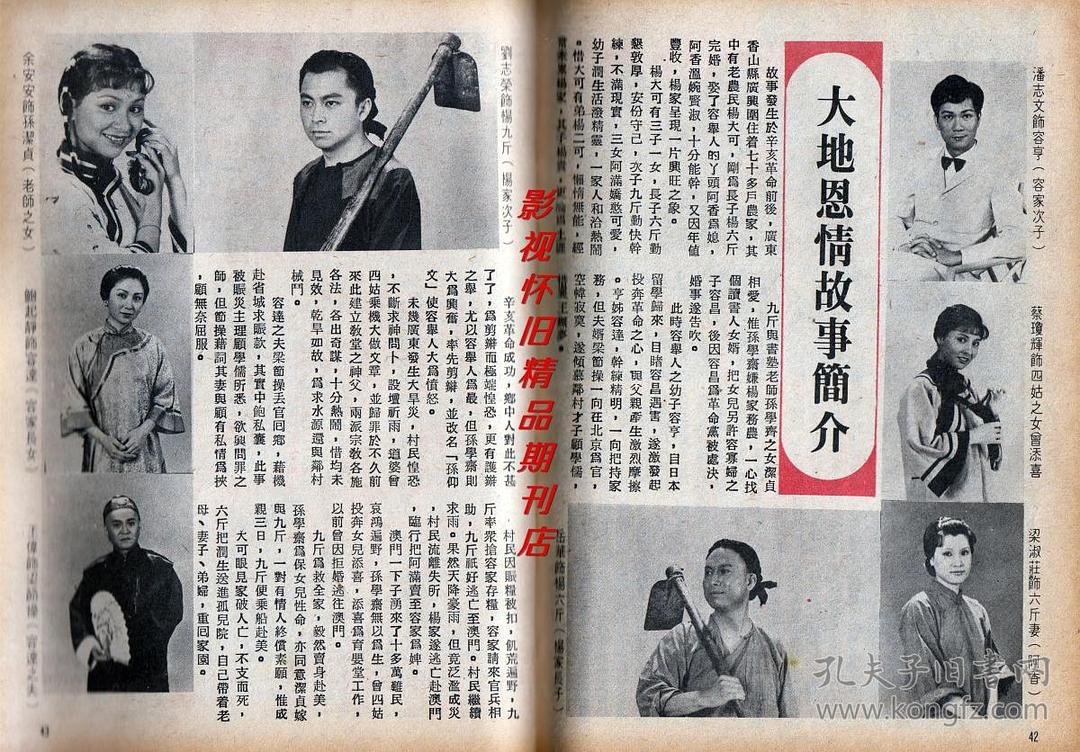 大地恩情故事簡介
潘志文飾容亨（容家次子）
蔡瓊輝飾四姑之女曾添喜
梁淑莊飾六斤妻（阿香）
故事發生於辛亥革命前後，廣東
香山縣廣興圍住着七十多戶農家，其
中有老農民楊大可，剛爲長子楊六斤
完婚，娶了容舉人的丫頭阿香爲媳，
阿香溫婉賢淑，十分能幹，又因年值
豐收，楊家呈現一片興旺之象。
楊大可有三子一女，長子六斤勤
懇敦厚，安份守己，次子九斤勤快幹
練，不滿現實，三女阿滿嬌憨可愛，
幼子潤生活潑精靈，一家人和洽熱鬧
。惜大可有弟楊二可，懶惰無能，經
九斤與書塾老師孫學齋之女潔貞
相愛，惟孫學齋嫌楊家務農，一心找
個讀書人女婿，把女兒另許容寡婦之
子容昌，後因容昌爲革命黨被處決，
婚事遂告吹。
此時容舉人之幼子容亨，自日本
留學歸來，目睹容昌遇害，遂激發起
投奔革命之心，與父親產生激烈摩擦
。亨姊容達，幹練精明，一向把持家
務，但夫婿梁節操一向在北京爲官，
空幃寂寞，遂傾慕鄰村才子顧學儒，
岳華飾楊六斤（楊家長子）
42
劉志榮飾楊九斤（楊家次子）
余安安飾孫潔貞（老師之女）
鮑起靜飾容達（容家長女）
辛亥革命成功，鄉中人對此不甚
了了，爲剪辮而極端惶恐，更有護辮
之舉，尤以容舉人爲最，但孫學齋則
大爲興奮，率先剪辮，並改名「孫仰
文」使容舉人大爲憤怒。
未幾廣東發生大旱災，村民惶恐
，不斷求神問卜，設壇祈雨，道婆曾
四姑乘機大做文章，並歸罪於不久前
來此建立教堂之神父，兩派宗教各施
各法，各出奇謀，十分熱鬧，惜均未
見效，乾旱如故，爲求水源還與鄰村
械鬥。
容達之夫梁節操丟官囘鄉，藉機
赴省城求賑款，其實中飽私囊，此事
被賑災主理顧學儒所悉，欲興問罪之
師，但節操藉詞其妻與顧有私情爲挾
，顧無奈屈服。
村民因賑糧被扣，飢荒遍野，九
斤率衆搶容家存糧，容家請來官兵相
助，九斤祇好逃亡至澳門。村民繼續
求雨。果然天降豪雨，但竟泛濫成災
，村民流離失所，楊家遂逃亡赴澳門
，臨行把阿滿賣至容家爲婢。
澳門一下子湧來了十多萬難民，
哀鴻遍野，孫學齋無以爲生，曾四姑
投奔女兒添喜，添喜爲育嬰堂工作，
以前曾因拒婚逃往澳門。
九斤爲救全家，毅然賣身赴美，
孫學齋爲保女兒性命，亦同意潔貞嫁
與九斤，一對有情人終償素願，惟成
親三日，九斤便乘船赴美。
大可眼見家破人亡，不支而死，
六斤把潤生送進孤兒院，自己帶着老
母、妻子、弟婦，重囘家園。
43
影视怀旧精品期刊店
孔夫子旧書网
www.kongfz.com